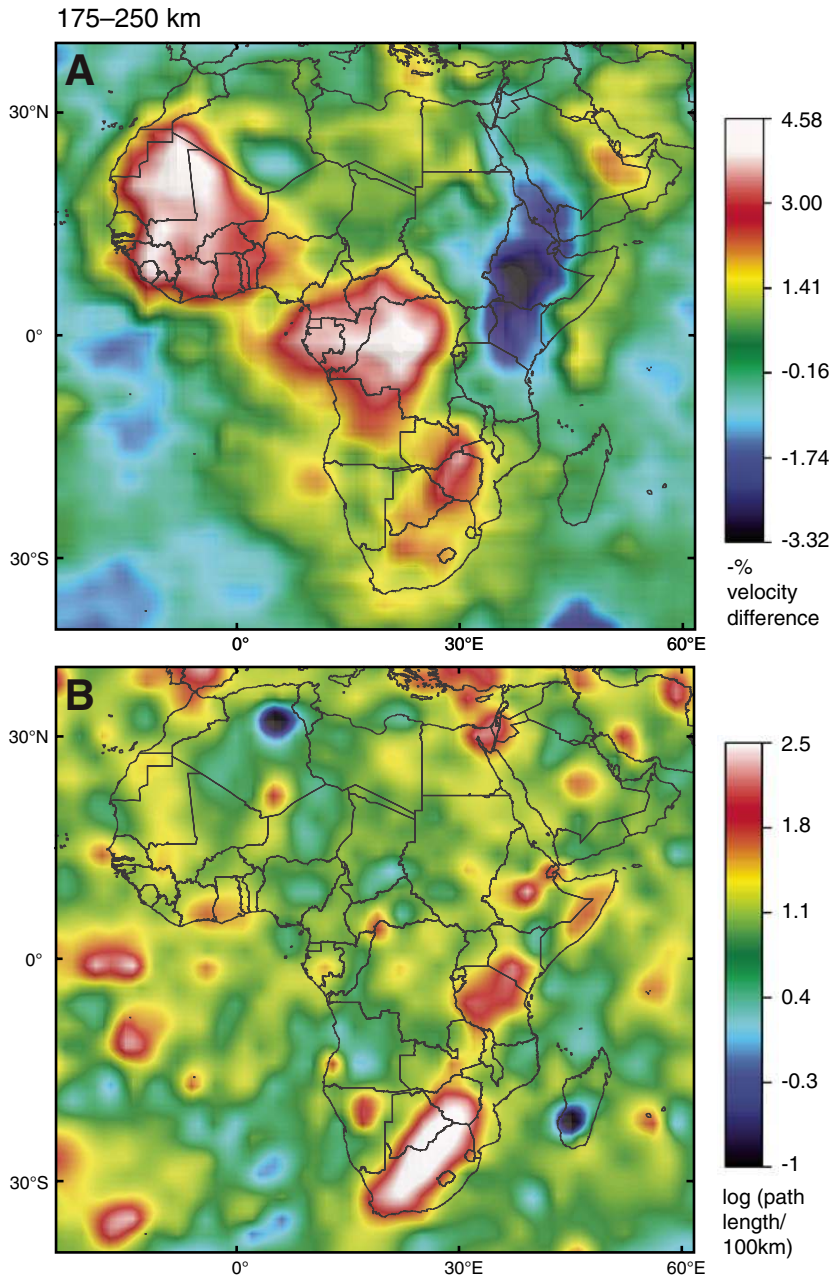 175–250 km
A
30°N
0°
30°S
0°
30°E
60°E
4.58
3.00
1.41
-0.16
-1.74
-3.32
-%
velocity
difference
B
30°N
0°
30°S
0°
30°E
60°E
2.5
1.8
1.1
0.4
-0.3
-1
log (path
length/
100km)